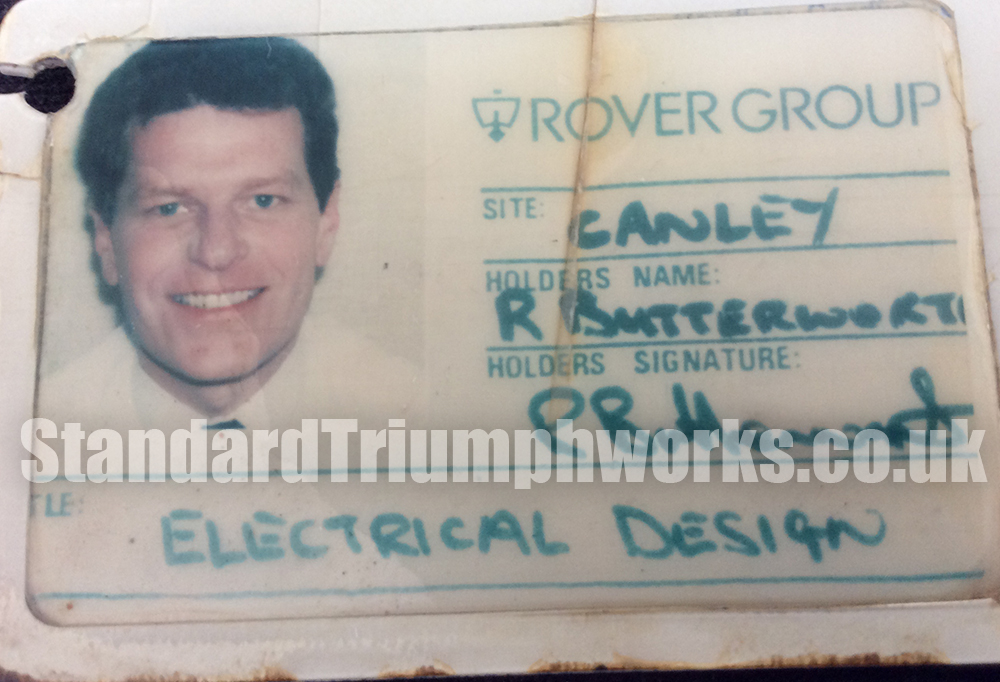 ROVER GROUP
SITE: CANLEY
HOLDERS NAME:
R BUTTERWORTH
HOLDERS SIGNATURE:
StandardTriumphworks.co.uk
TLE:
ELECTRICAL DESIGN